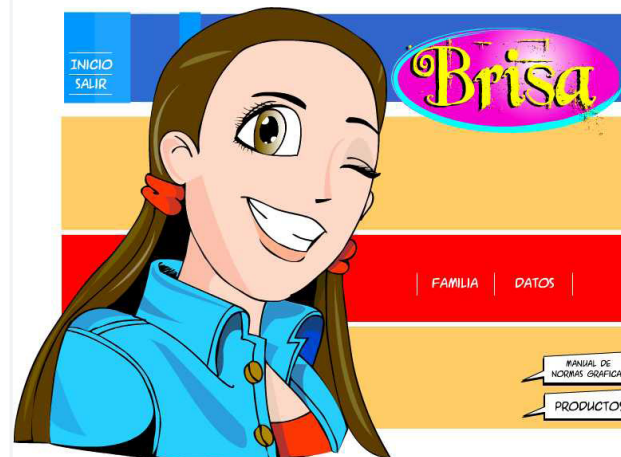 INICIO
SALIR
Brisa
FAMILIA
DATOS
MANUAL DE
NORMAS GRAFICA
PRODUCTOS